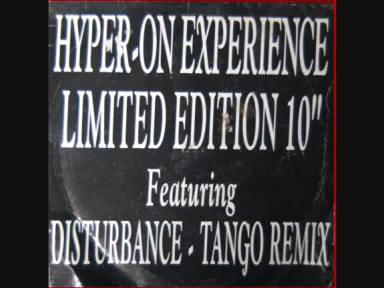 HYPER-ON EXPERIENCE
LIMITED EDITION 10"
Featuring
DISTURBANCE - TANGO REMIX